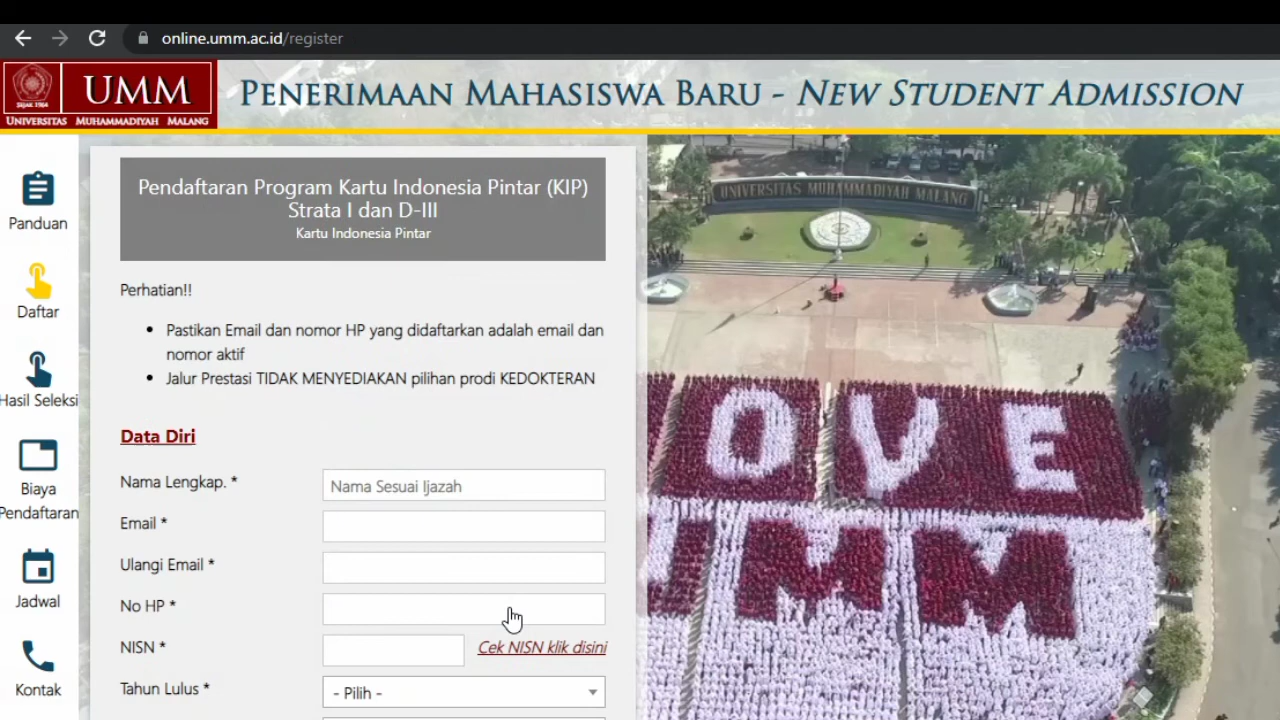 online.umm.ac.id/register
SEJAK 1964
UMM
UNIVERSITAS MUHAMMADIYAH MALANG
PENERIMAAN MAHASISWA BARU - NEW STUDENT ADMISSION
Panduan
Daftar
Hasil Seleksi
Biaya
Pendaftaran
Jadwal
Kontak
Pendaftaran Program Kartu Indonesia Pintar (KIP)
Strata I dan D-III
Kartu Indonesia Pintar
Perhatian!!
Pastikan Email dan nomor HP yang didaftarkan adalah email dan
nomor aktif
Jalur Prestasi TIDAK MENYEDIAKAN pilihan prodi KEDOKTERAN
Data Diri
Nama Lengkap. * Nama Sesuai Ijazah
Email *
Ulangi Email *
No HP *
NISN * Cek NISN klik disini
Tahun Lulus * - Pilih -
UNIVERSITAS MUHAMMADIYAH MALANG
OVE
UMM